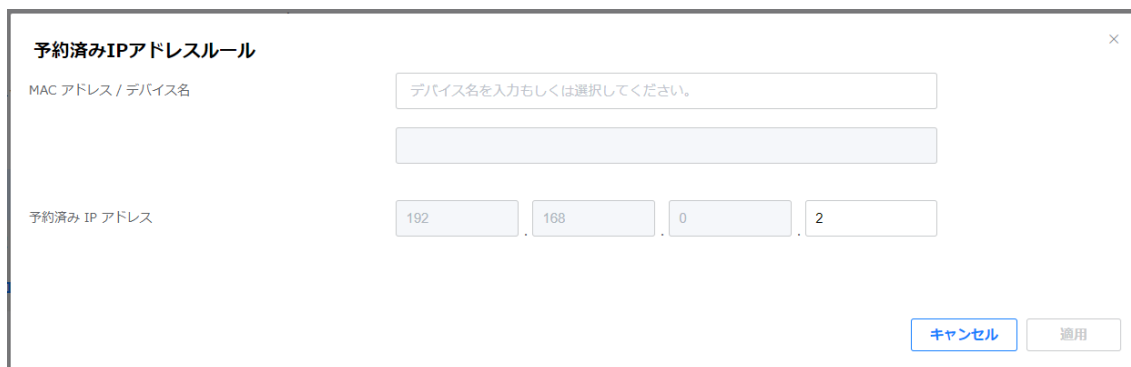 予約済みIPアドレスルール
×
MAC アドレス / デバイス名
デバイス名を入力もしくは選択してください。
予約済み IP アドレス
192 . 168 . 0 . 2
キャンセル 適用